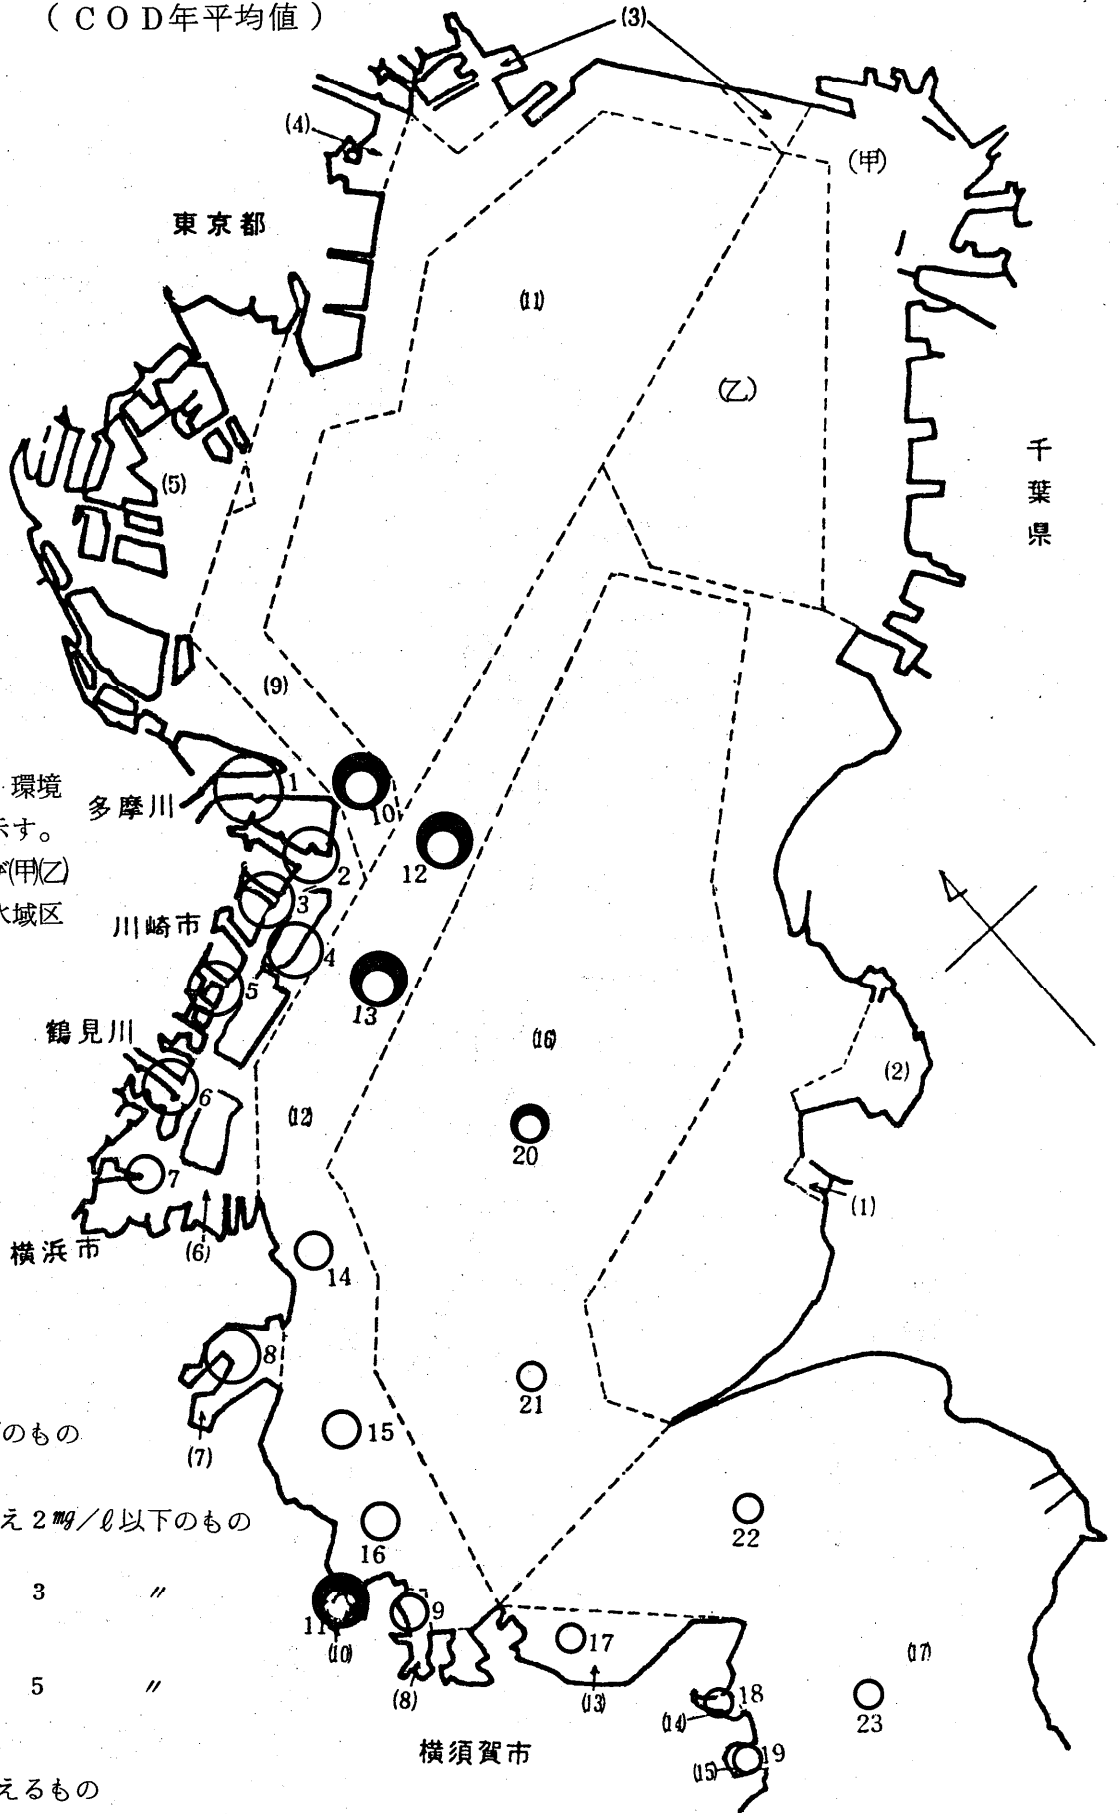 (COD年平均値)
(3)
(4)
(甲)
東京都
(11)
(乙)
千葉県
(5)
(9)
環境
1
多摩川
10
示す。
12
2
(甲)(乙)
3
水域区
川崎市
4
5
13
鶴見川
(16)
(2)
6
(12)
20
7
(1)
(6)
横浜市
14
8
21
15
のもの
(7)
え2mg/ℓ以下のもの
22
16
3 〃
9
11
17
(10)
(17)
5 〃
(8)
(13)
18
(14)
23
横須賀市
19
(15)
えるもの